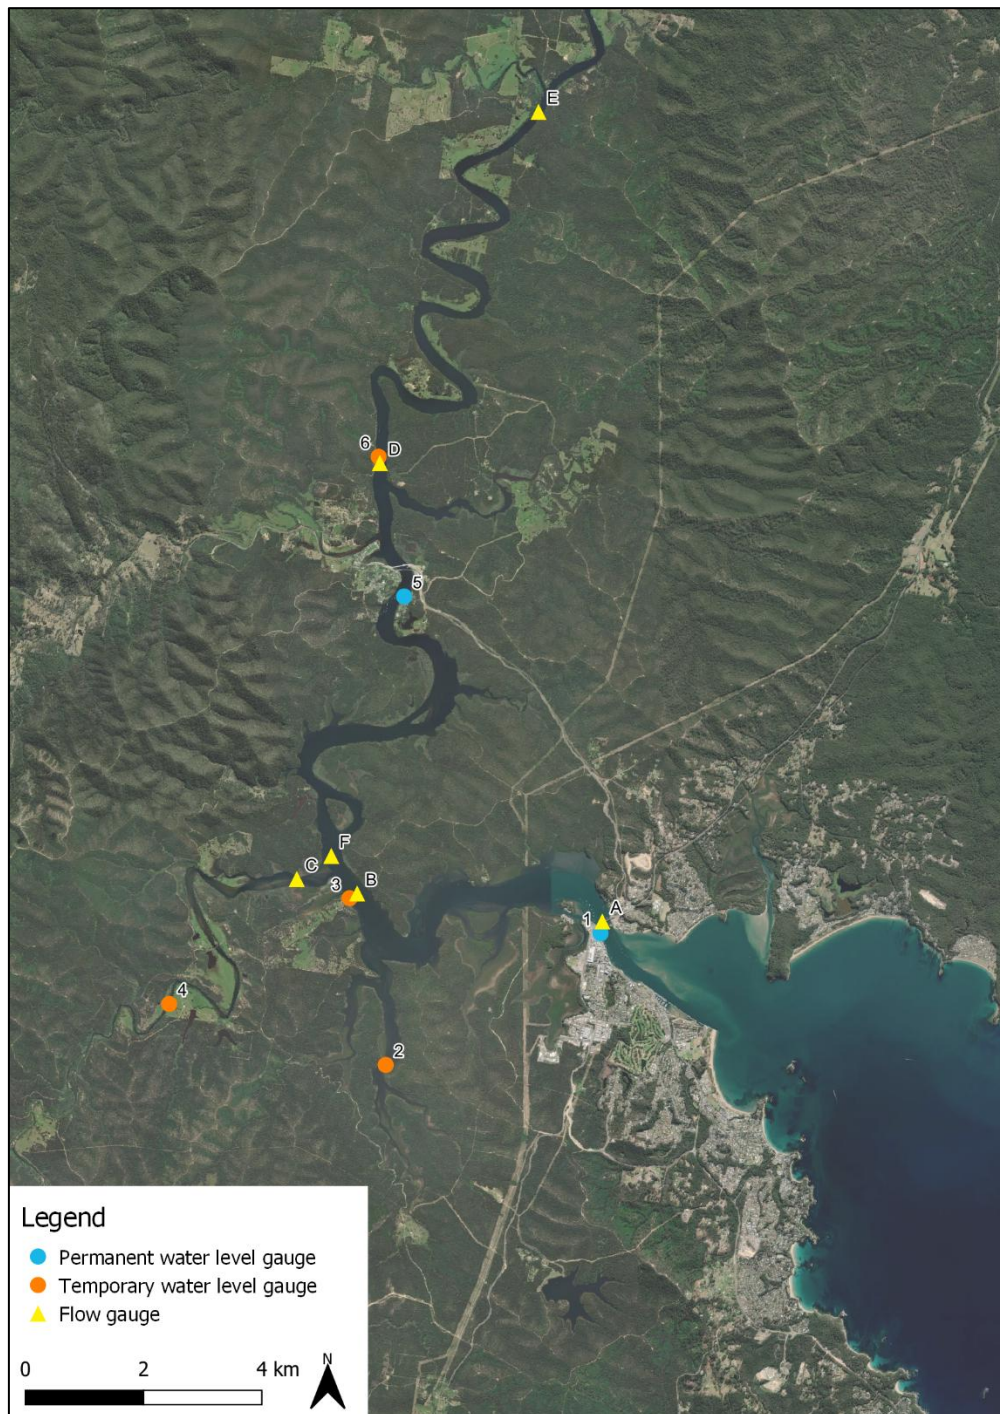 E
6
D
5
F
C
B
3
A
1
4
2
Legend
Permanent water level gauge
Temporary water level gauge
Flow gauge
0 2 4 km
N